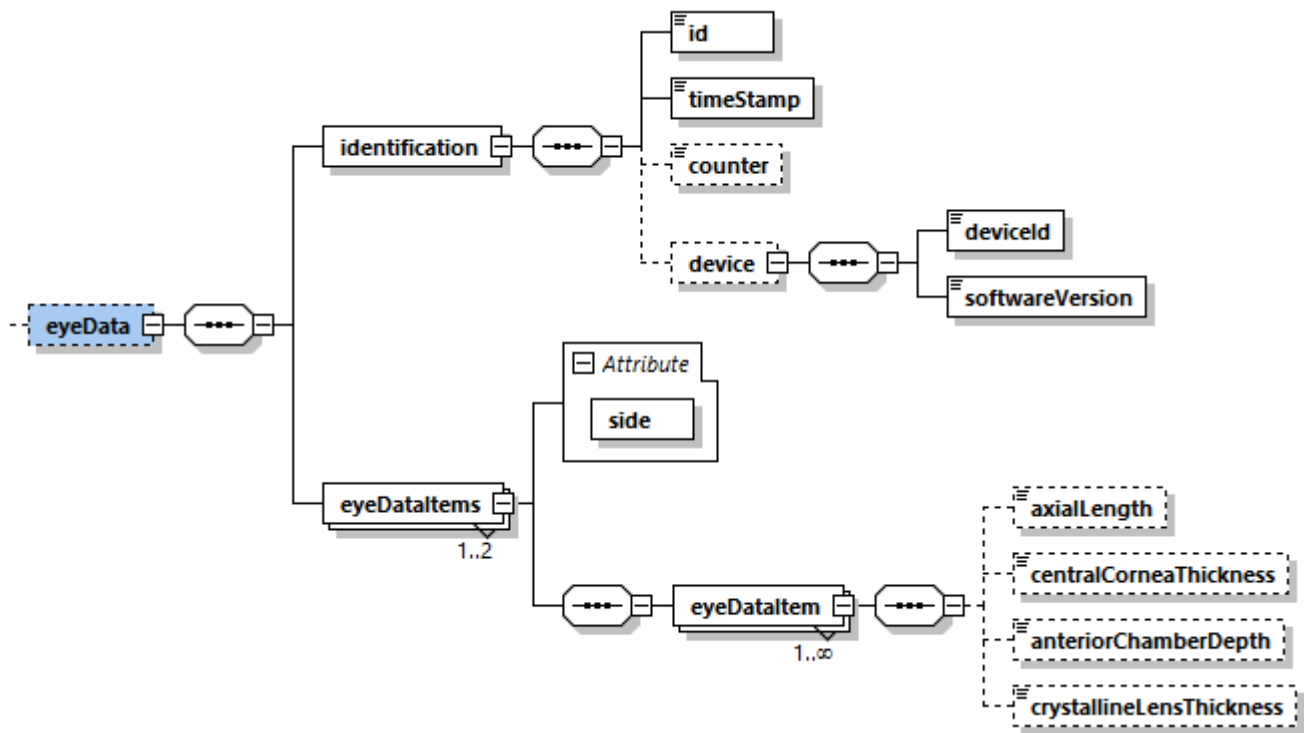 id
timeStamp
identification
counter
device
deviceId
softwareVersion
eyeData
Attribute
side
eyeDataItems
1..2
axialLength
centralCorneaThickness
eyeDataItem
1..∞
anteriorChamberDepth
crystallineLensThickness